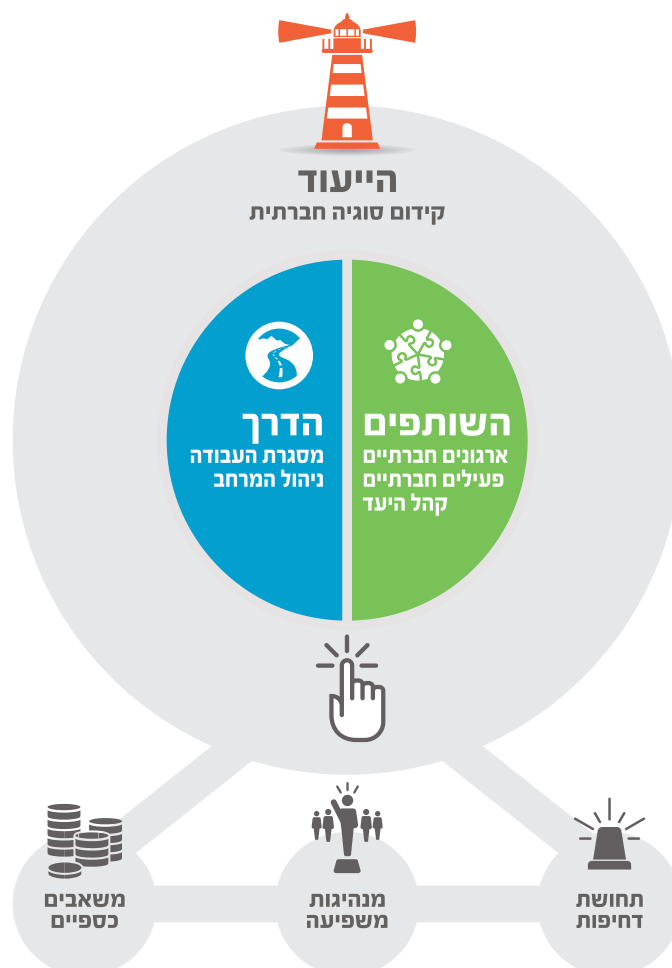 הייעוד
קידום סוגיה חברתית
השותפים
ארגונים חברתיים
פעילים חברתיים
קהל היעד
הדרך
מסגרת העבודה
ניהול המרחב
תחושת
דחיפות
מנהיגות
משפיעה
משאבים
כספיים